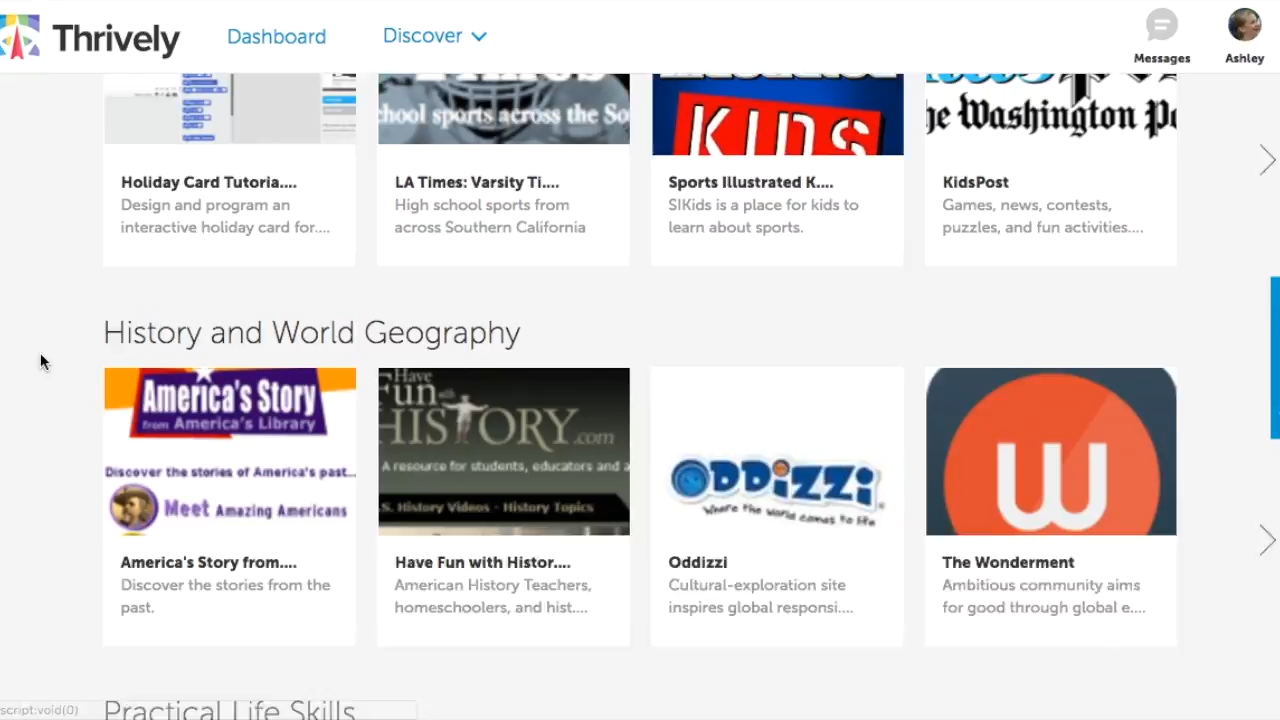 Thrively
Dashboard
Discover
Messages
Ashley
chool sports across the So
KIDS
he Washington Po
Holiday Card Tutoria....
Design and program an
interactive holiday card for....
LA Times: Varsity Ti....
High school sports from
across Southern California
Sports Illustrated K....
SIKids is a place for kids to
learn about sports.
KidsPost
Games, news, contests,
puzzles, and fun activities....
History and World Geography
America's Story
from America's Library
Discover the stories of America's past...
Meet Amazing Americans
Have
Fun
HISTORY.com
A resource for students, educators and a
.S. History Videos - History Topics
ODDizzi
Where the world comes to life
w
America's Story from....
Discover the stories from the
past.
Have Fun with Histor....
American History Teachers,
homeschoolers, and hist....
Oddizzi
Cultural-exploration site
inspires global responsi....
The Wonderment
Ambitious community aims
for good through global e....
Practical Life Skills
script:void(0)